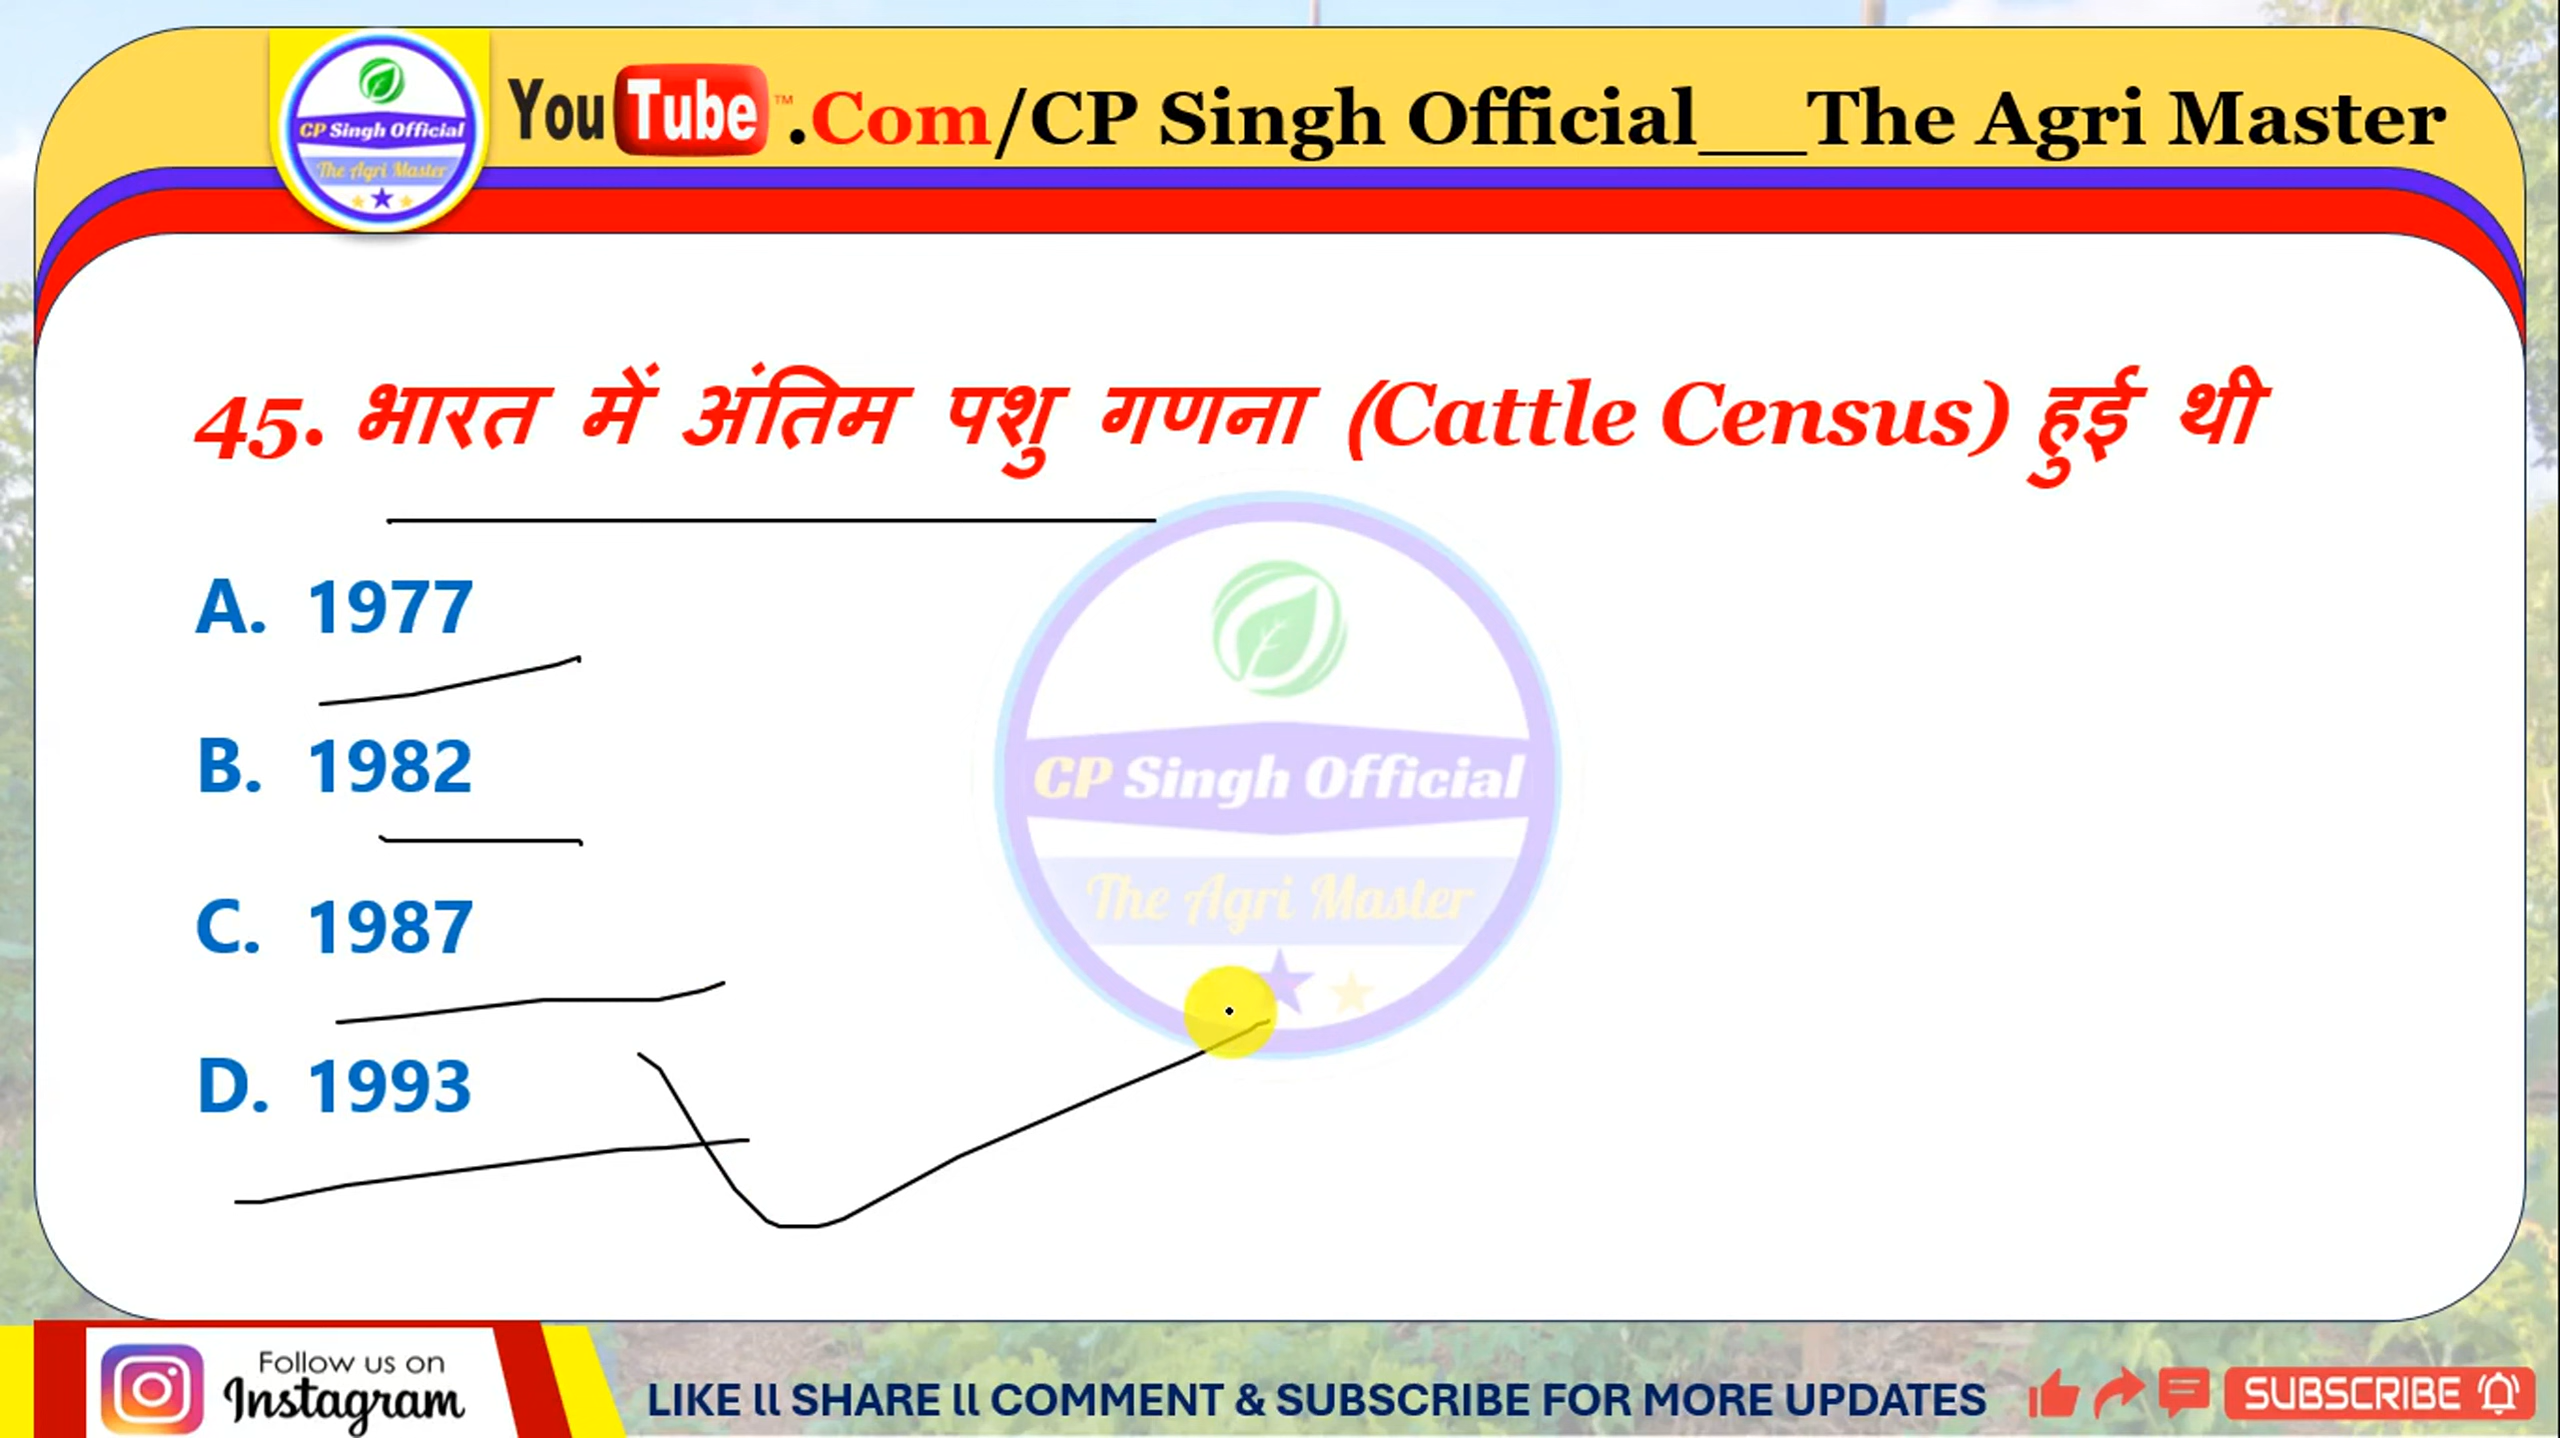 CP Singh Official
The Agri Master
YouTube™.Com/CP Singh Official___The Agri Master
45. भारत में अंतिम पशु गणना (Cattle Census) हुई थी
A. 1977
B. 1982
C. 1987
D. 1993
CP Singh Official
The Agri Master
Follow us on
Instagram
LIKE ll SHARE ll COMMENT & SUBSCRIBE FOR MORE UPDATES
SUBSCRIBE